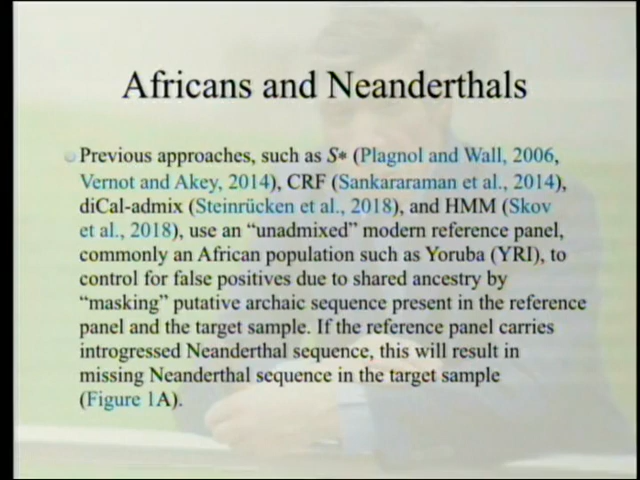 Africans and Neanderthals
Previous approaches, such as S* (Plagnol and Wall, 2006,
Vernot and Akey, 2014), CRF (Sankararaman et al., 2014),
diCal-admix (Steinrücken et al., 2018), and HMM (Skov
et al., 2018), use an “unadmixed” modern reference panel,
commonly an African population such as Yoruba (YRI), to
control for false positives due to shared ancestry by
“masking” putative archaic sequence present in the reference
panel and the target sample. If the reference panel carries
introgressed Neanderthal sequence, this will result in
missing Neanderthal sequence in the target sample
(Figure 1A).